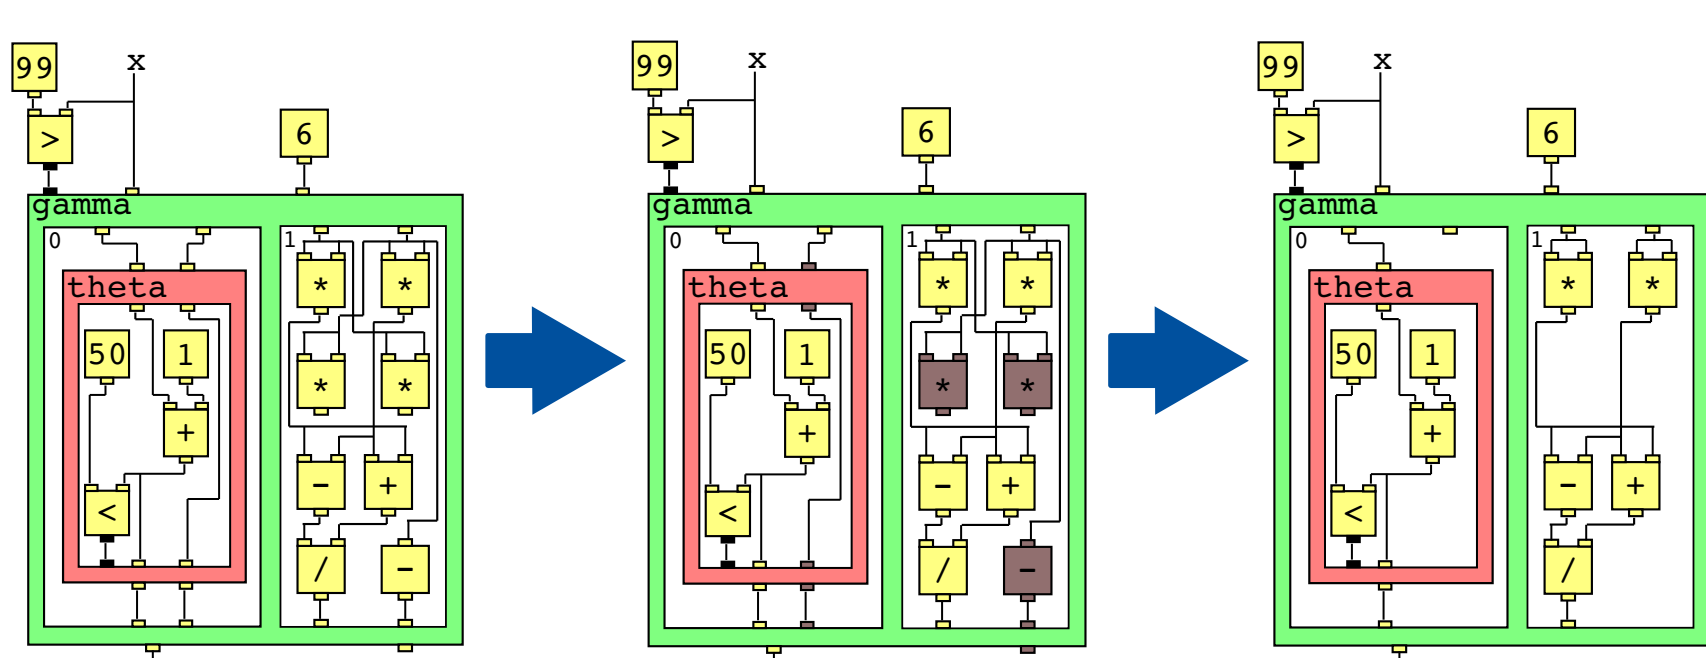 99 x
> 6
gamma
0 1
* *
theta
50 1 * *
+
- +
<
/ -
99 x
> 6
gamma
0 1
* *
theta
50 1 * *
+
- +
<
/ -
99 x
> 6
gamma
0 1
* *
theta
50 1
+
- +
<
/